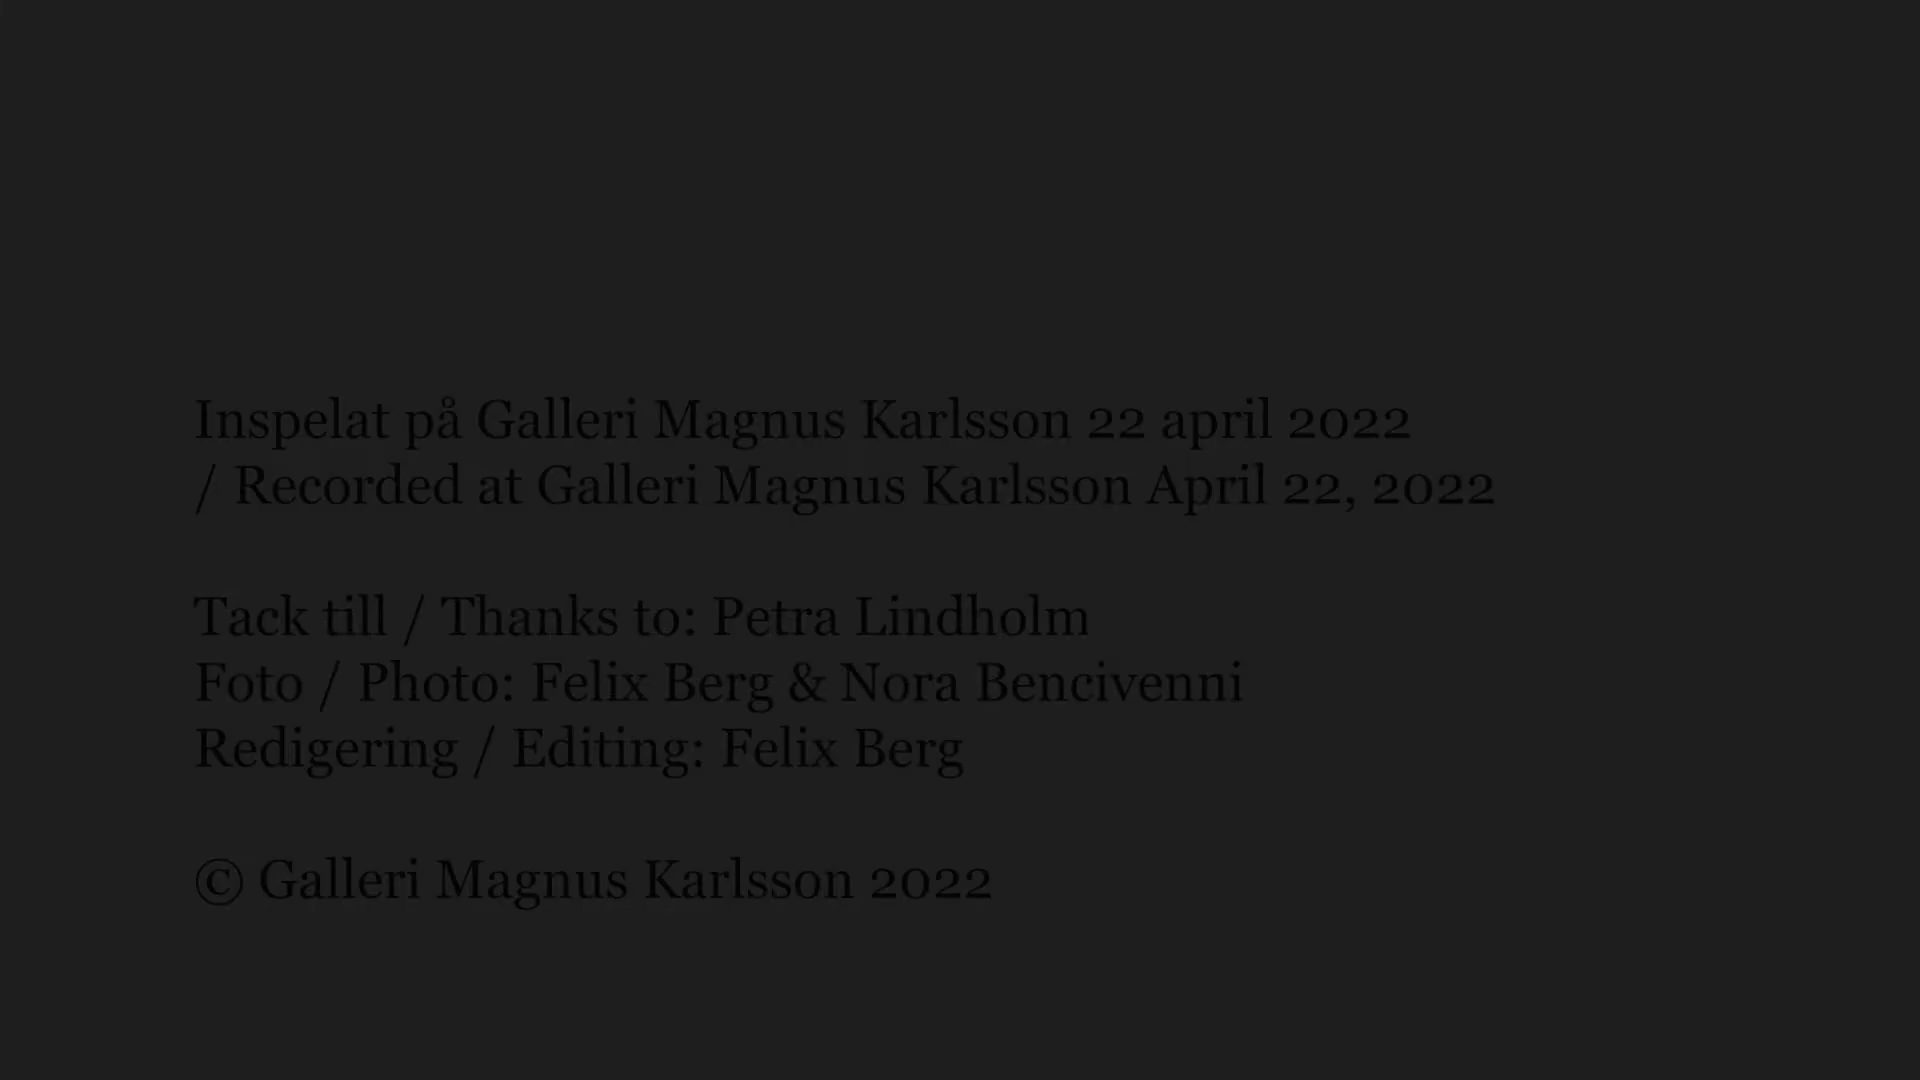 Inspelat på Galleri Magnus Karlsson 22 april 2022
/ Recorded at Galleri Magnus Karlsson April 22, 2022
Tack till / Thanks to: Petra Lindholm
Foto / Photo: Felix Berg & Nora Bencivenni
Redigering / Editing: Felix Berg
© Galleri Magnus Karlsson 2022